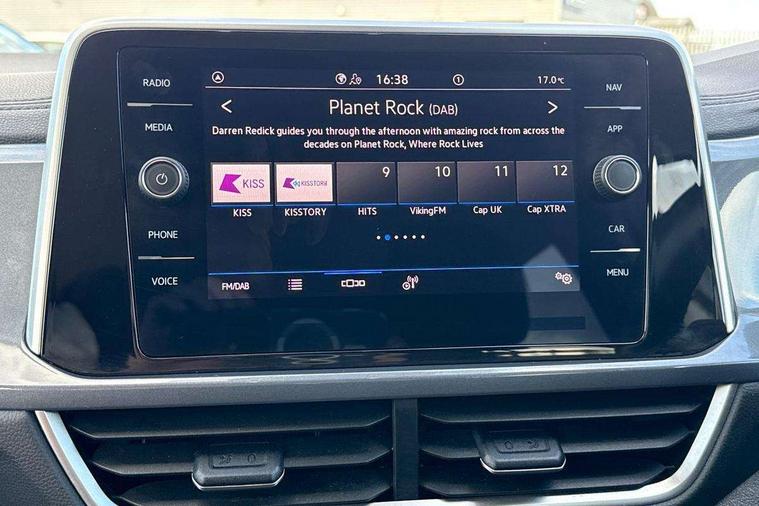 RADIO
MEDIA
PHONE
VOICE
16:38
1
17.0°C
< Planet Rock (DAB) >
Darren Redick guides you through the afternoon with amazing rock from across the
decades on Planet Rock, Where Rock Lives
KISS KISSTORY 9 10 11 12
KISS KISSTORY HITS VikingFM Cap UK Cap XTRA
FM/DAB
NAV
APP
CAR
MENU